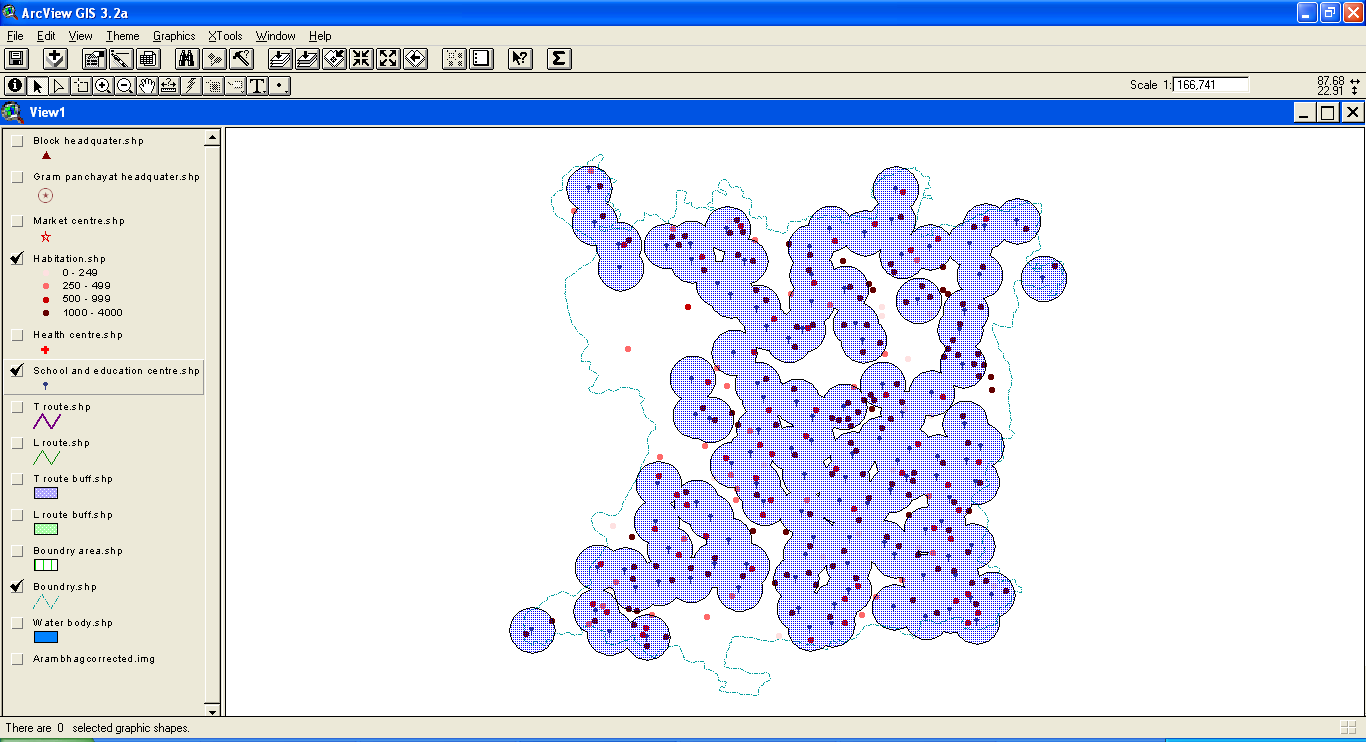 ArcView GIS 3.2a
File Edit View Theme Graphics XTools Window Help
Scale 1: 166,741
87.68
22.91
View1
Block headquater.shp
Gram panchayat headquater.shp
Market centre.shp
Habitation.shp
0 - 249
250 - 499
500 - 999
1000 - 4000
Health centre.shp
School and education centre.shp
T route.shp
L route.shp
T route buff.shp
L route buff.shp
Boundry area.shp
Boundry.shp
Water body.shp
Arambhagcorrected.img
There are 0 selected graphic shapes.